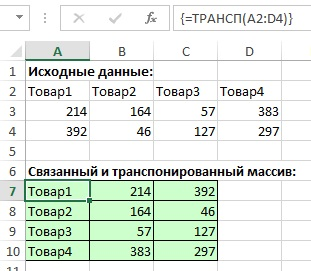 {=ТРАНСП(A2:D4)}
A B C D
1 Исходные данные:
2 Товар1 Товар2 Товар3 Товар4
3 214 164 57 383
4 392 46 127 297
5
6 Связанный и транспонированный массив:
7 Товар1 214 392
8 Товар2 164 46
9 Товар3 57 127
10 Товар4 383 297